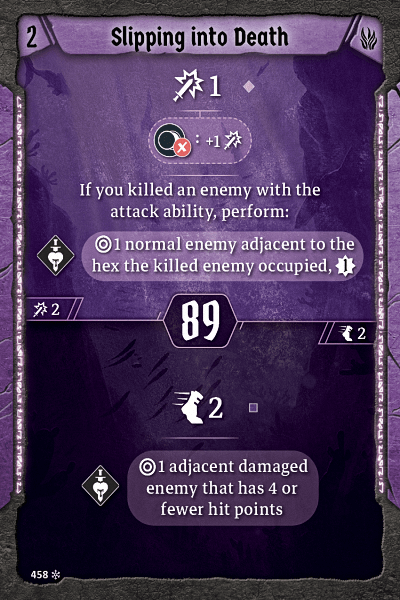 2
Slipping into Death
1
: +1
If you killed an enemy with the
attack ability, perform:
1 normal enemy adjacent to the
hex the killed enemy occupied, 1
2
89
2
2
1 adjacent damaged
enemy that has 4 or
fewer hit points
458